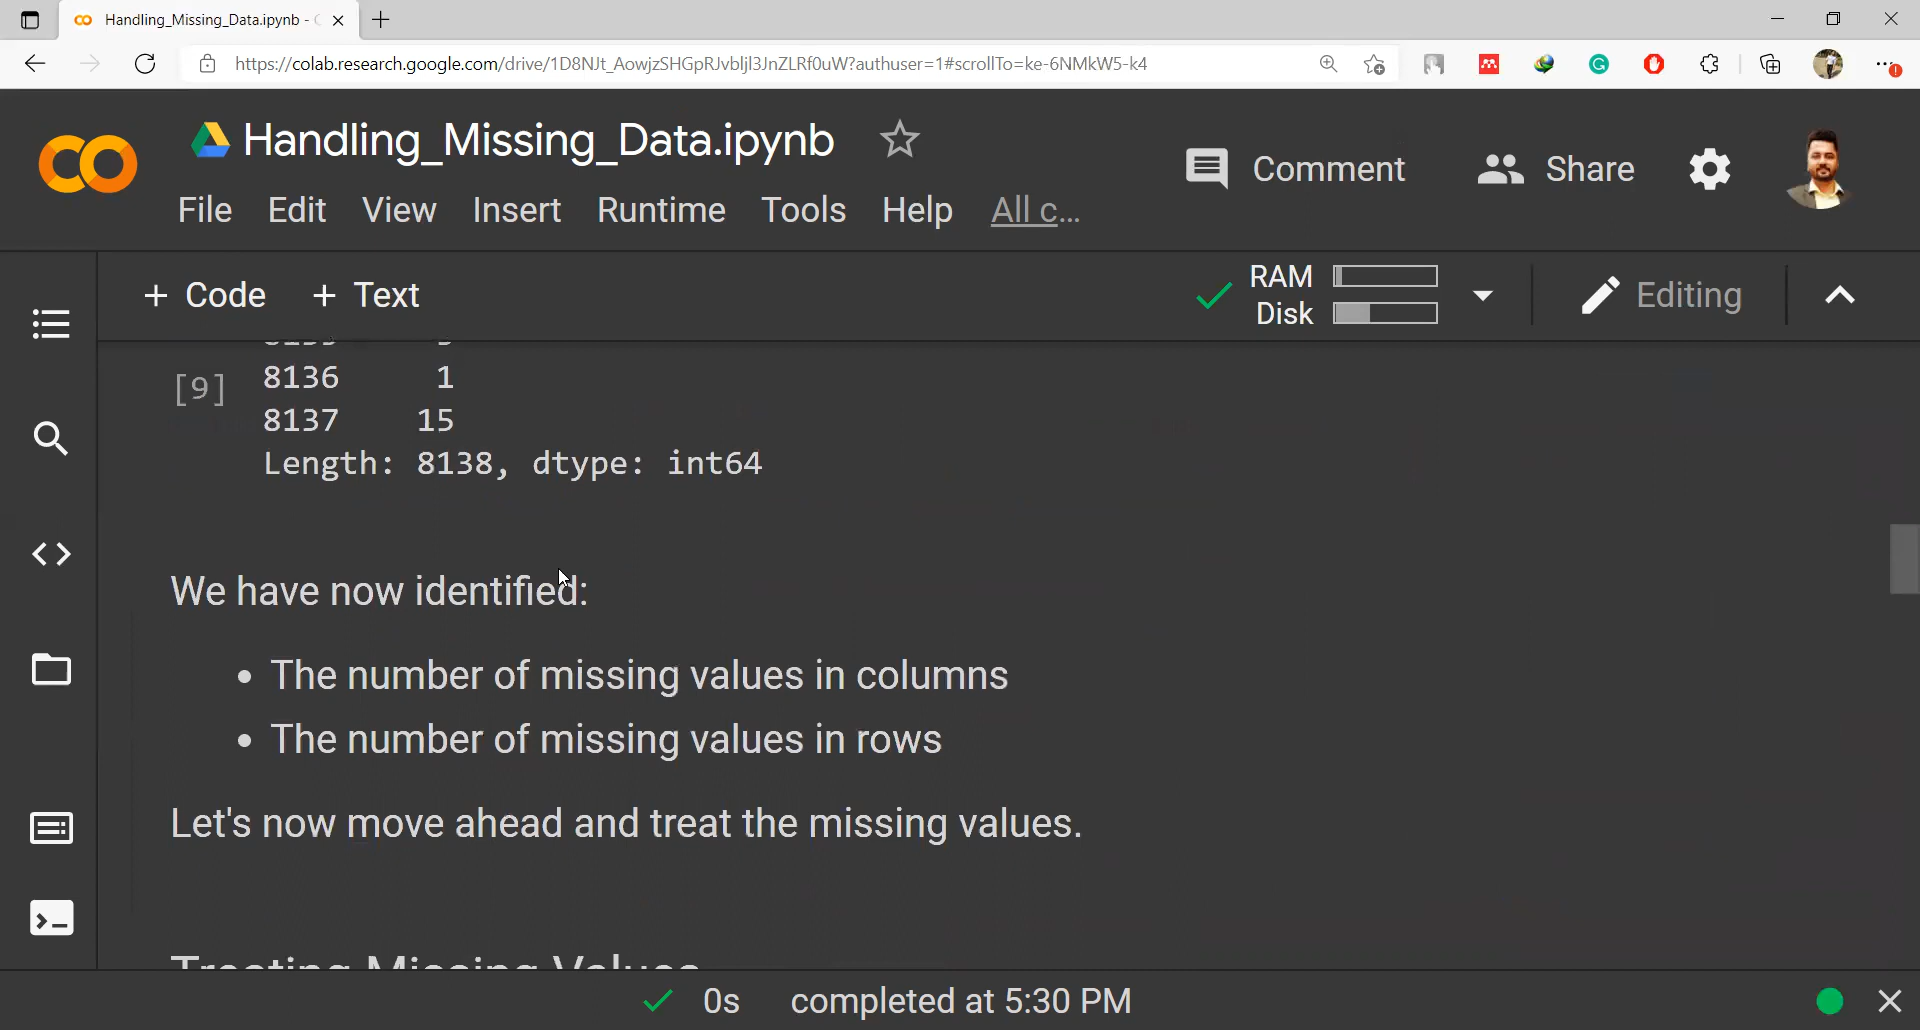 Handling_Missing_Data.ipynb -
https://colab.research.google.com/drive/1D8NJt_AowjzSHGpRJvbljl3JnZLRf0uW?authuser=1#scrollTo=ke-6NMkW5-k4
Handling_Missing_Data.ipynb
Comment Share
File Edit View Insert Runtime Tools Help All c...
+ Code + Text
RAM
Disk
Editing
[9]
8136 1
8137 15
Length: 8138, dtype: int64
We have now identified:
• The number of missing values in columns
• The number of missing values in rows
Let's now move ahead and treat the missing values.
Treating Missing Values
0s completed at 5:30 PM